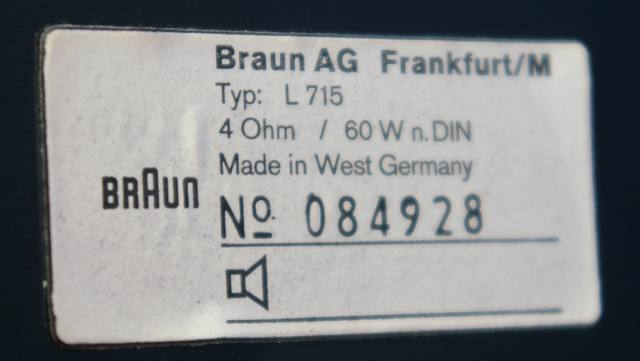 Braun AG Frankfurt/M
Typ: L 715
4 Ohm / 60 W n. DIN
Made in West Germany
BRAUN
No. 084928